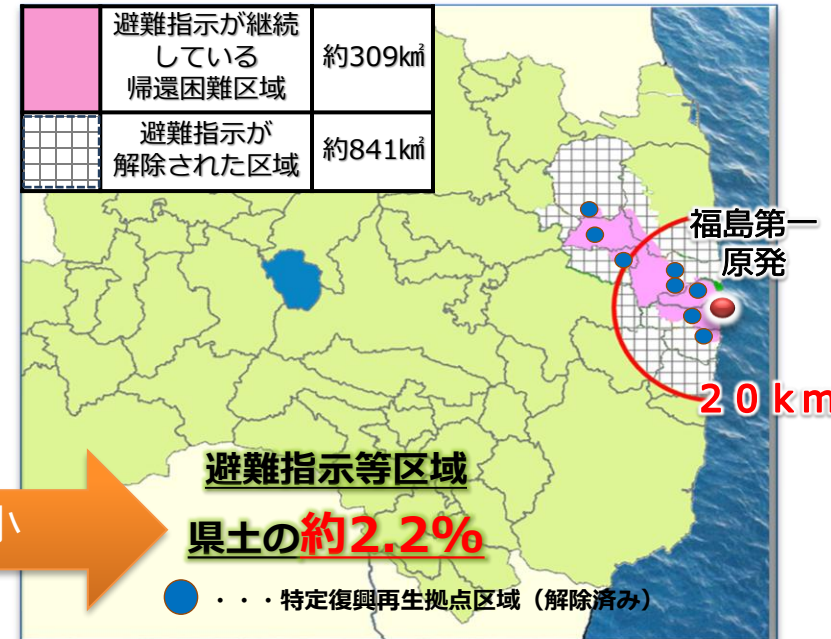 避難指示が継続
している
帰還困難区域
約309㎢
避難指示が
解除された区域
約841㎢
福島第一
原発
２０ｋｍ
避難指示等区域
県土の約2.2%
小
・・・特定復興再生拠点区域（解除済み）